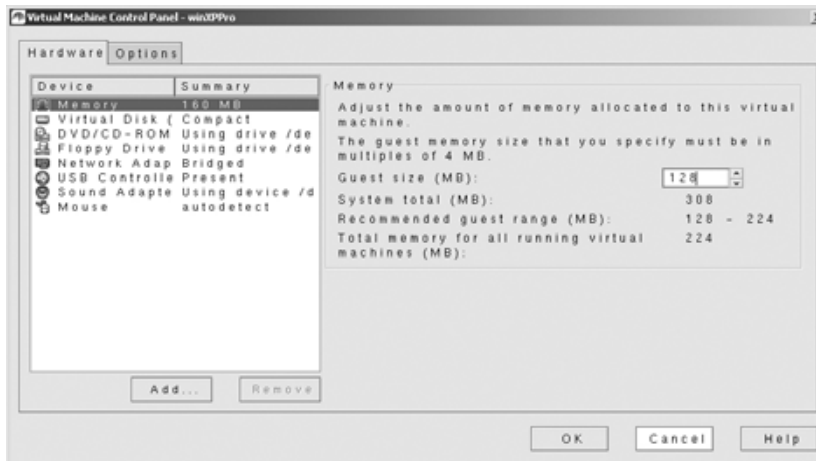 Virtual Machine Control Panel - winXPPro
Hardware Options
Device Summary
Memory 160 MB
Virtual Disk ( Compact
DVD/CD-ROM Using drive /de
Floppy Drive Using drive /de
Network Adap Bridged
USB Controlle Present
Sound Adapte Using device /d
Mouse autodetect
Add...
Remove
Memory
Adjust the amount of memory allocated to this virtual
machine.
The guest memory size that you specify must be in
multiples of 4 MB.
Guest size (MB): 128
System total (MB): 308
Recommended guest range (MB): 128 - 224
Total memory for all running virtual 224
machines (MB):
OK Cancel Help